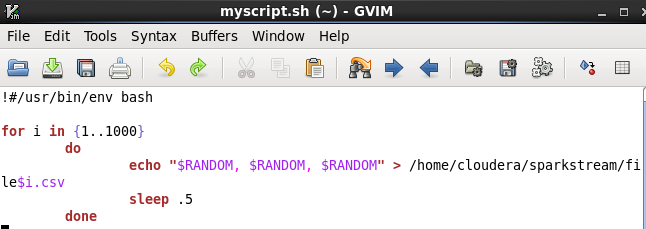 myscript.sh (~) - GVIM
File Edit Tools Syntax Buffers Window Help
!#/usr/bin/env bash
for i in {1..1000}
do
echo "$RANDOM, $RANDOM, $RANDOM" > /home/cloudera/sparkstream/fi
le$i.csv
sleep .5
done